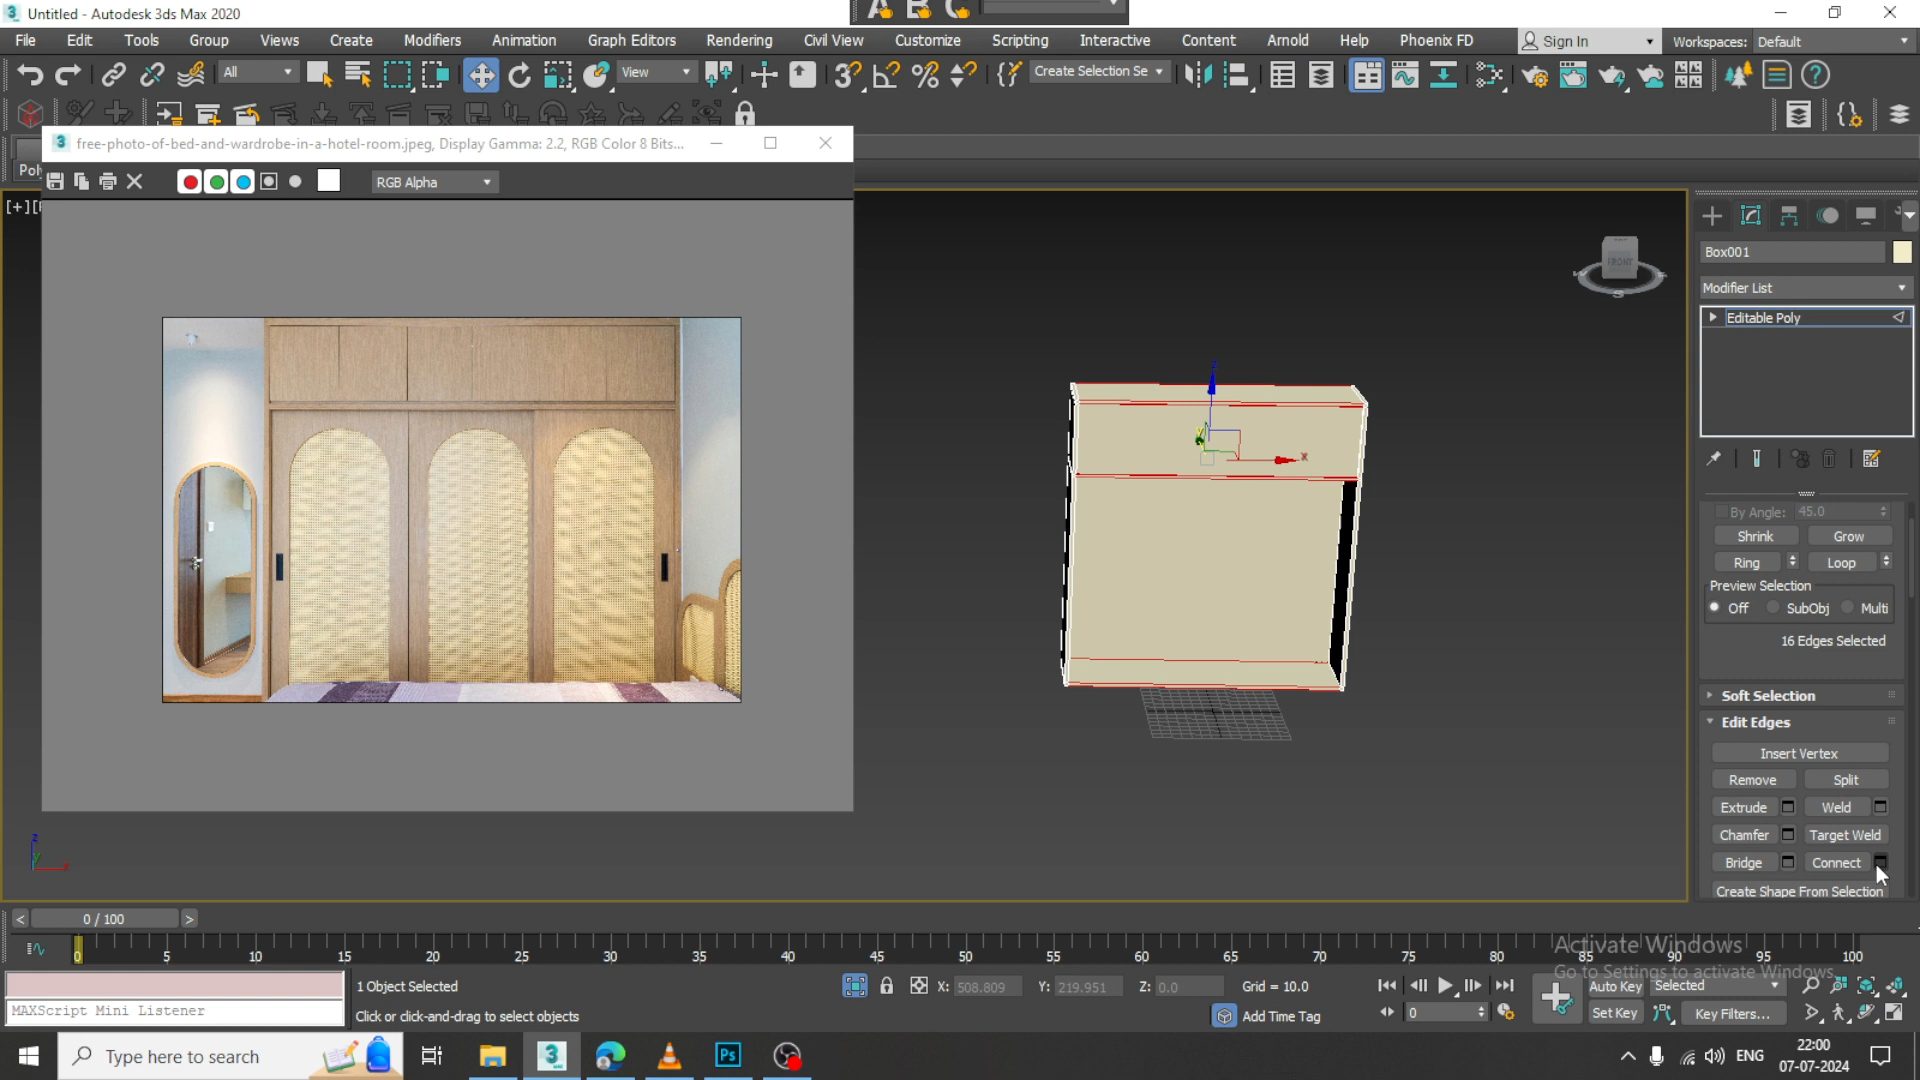 Untitled - Autodesk 3ds Max 2020
File Edit Tools Group Views Create Modifiers Animation Graph Editors Rendering Civil View Customize Scripting Interactive Content Arnold Help Phoenix FD
Sign In
Workspaces: Default
All
View
Create Selection Se
free-photo-of-bed-and-wardrobe-in-a-hotel-room.jpeg, Display Gamma: 2.2, RGB Color 8 Bits...
RGB Alpha
Poly
[+][
FRONT
S
x
Box001
Modifier List
Editable Poly
By Angle: 45.0
Shrink Grow
Ring Loop
Preview Selection
Off SubObj Multi
16 Edges Selected
Soft Selection
Edit Edges
Insert Vertex
Remove Split
Extrude Weld
Chamfer Target Weld
Bridge Connect
Create Shape From Selection
z
y
x
< 0 / 100 >
0 5 10 15 20 25 30 35 40 45 50 55 60 65 70 75 80 85 90 95 100
Activate Windows
Go to Settings to activate Windows.
MAXScript Mini Listener
1 Object Selected
Click or click-and-drag to select objects
X: 508.809 Y: 219.951 Z: 0.0 Grid = 10.0
Add Time Tag
0
Auto Key Selected
Set Key Key Filters...
Type here to search
Ps
ENG
22:00
07-07-2024